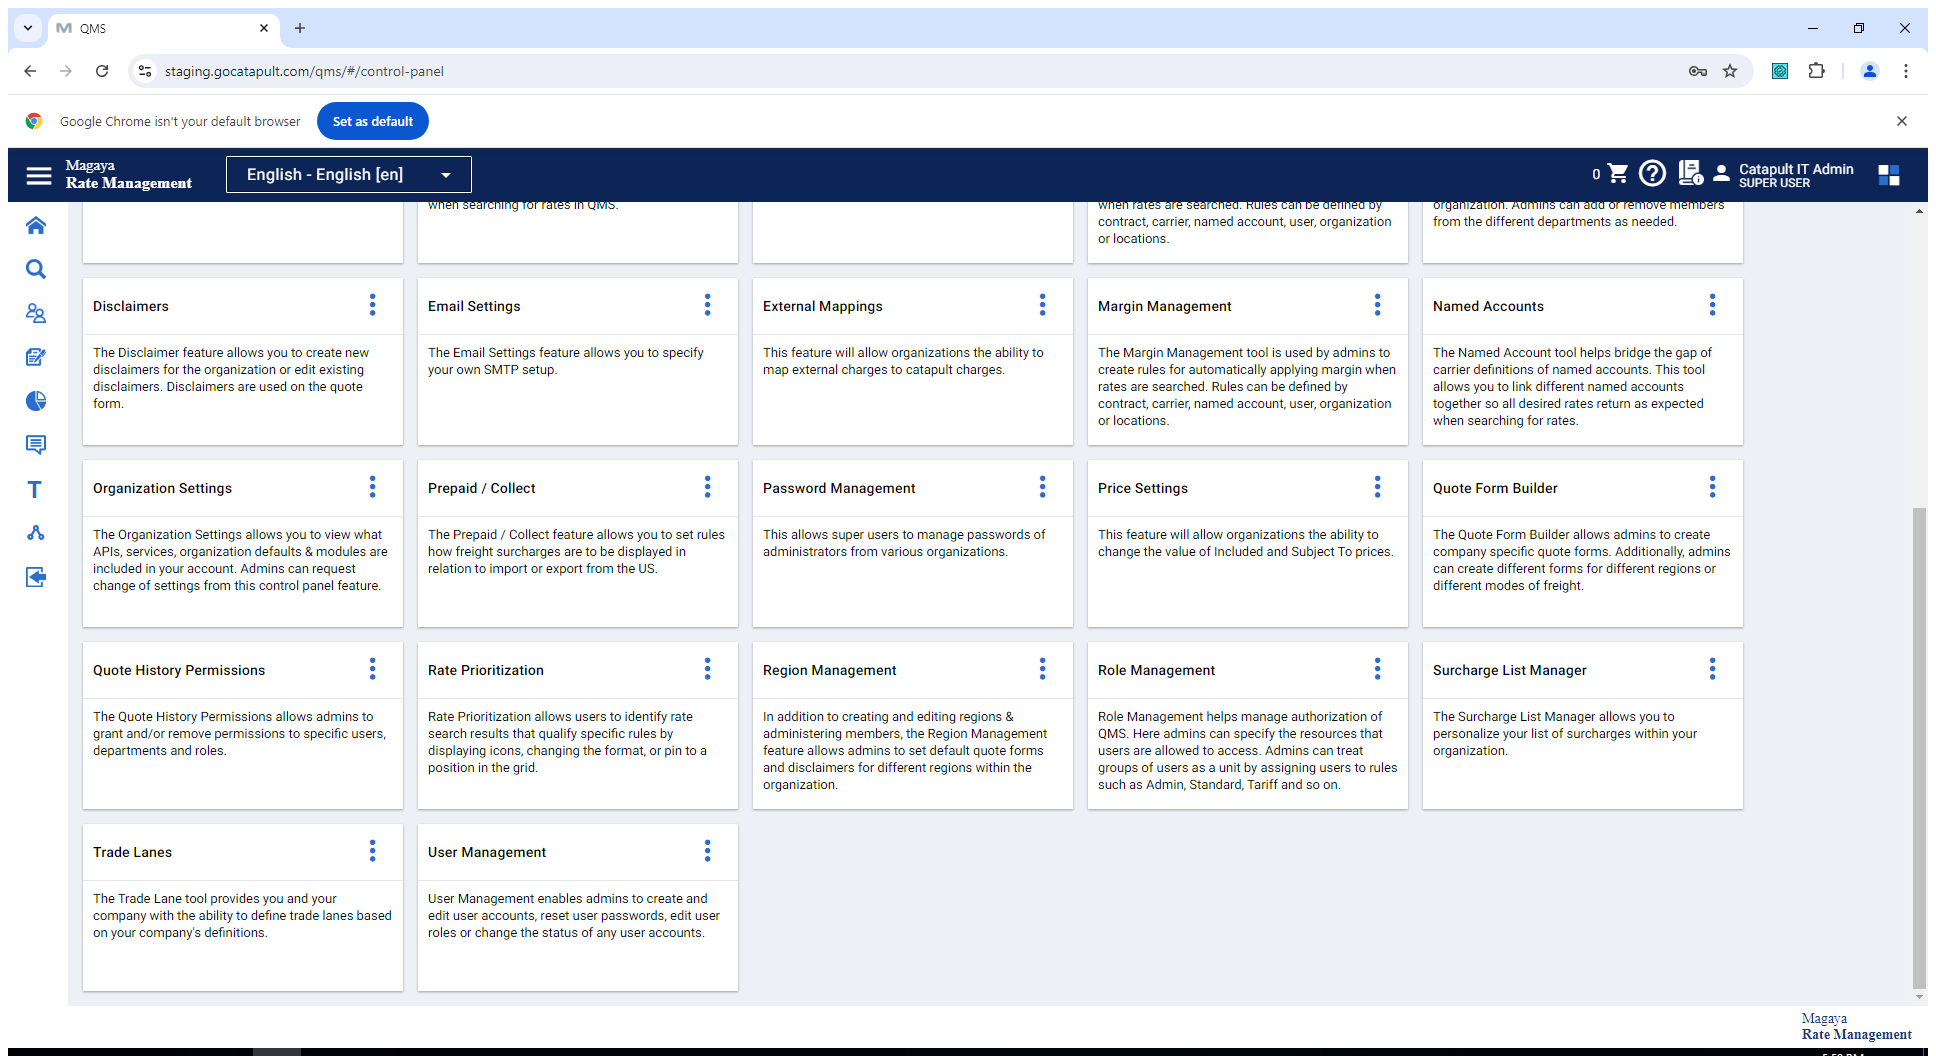 QMS
staging.gocatapult.com/qms/#/control-panel
Google Chrome isn't your default browser
Set as default
Magaya
Rate Management
English - English [en]
0
Catapult IT Admin
SUPER USER
when searching for rates in QMS.
when rates are searched. Rules can be defined by
contract, carrier, named account, user, organization
or locations.
organization. Admins can add or remove members
from the different departments as needed.
Disclaimers
The Disclaimer feature allows you to create new
disclaimers for the organization or edit existing
disclaimers. Disclaimers are used on the quote
form.
Email Settings
The Email Settings feature allows you to specify
your own SMTP setup.
External Mappings
This feature will allow organizations the ability to
map external charges to catapult charges.
Margin Management
The Margin Management tool is used by admins to
create rules for automatically applying margin when
rates are searched. Rules can be defined by
contract, carrier, named account, user, organization
or locations.
Named Accounts
The Named Account tool helps bridge the gap of
carrier definitions of named accounts. This tool
allows you to link different named accounts
together so all desired rates return as expected
when searching for rates.
Organization Settings
The Organization Settings allows you to view what
APIs, services, organization defaults & modules are
included in your account. Admins can request
change of settings from this control panel feature.
Prepaid / Collect
The Prepaid / Collect feature allows you to set rules
how freight surcharges are to be displayed in
relation to import or export from the US.
Password Management
This allows super users to manage passwords of
administrators from various organizations.
Price Settings
This feature will allow organizations the ability to
change the value of Included and Subject To prices.
Quote Form Builder
The Quote Form Builder allows admins to create
company specific quote forms. Additionally, admins
can create different forms for different regions or
different modes of freight.
Quote History Permissions
The Quote History Permissions allows admins to
grant and/or remove permissions to specific users,
departments and roles.
Rate Prioritization
Rate Prioritization allows users to identify rate
search results that qualify specific rules by
displaying icons, changing the format, or pin to a
position in the grid.
Region Management
In addition to creating and editing regions &
administering members, the Region Management
feature allows admins to set default quote forms
and disclaimers for different regions within the
organization.
Role Management
Role Management helps manage authorization of
QMS. Here admins can specify the resources that
users are allowed to access. Admins can treat
groups of users as a unit by assigning users to rules
such as Admin, Standard, Tariff and so on.
Surcharge List Manager
The Surcharge List Manager allows you to
personalize your list of surcharges within your
organization.
Trade Lanes
The Trade Lane tool provides you and your
company with the ability to define trade lanes based
on your company's definitions.
User Management
User Management enables admins to create and
edit user accounts, reset user passwords, edit user
roles or change the status of any user accounts.
Magaya
Rate Management